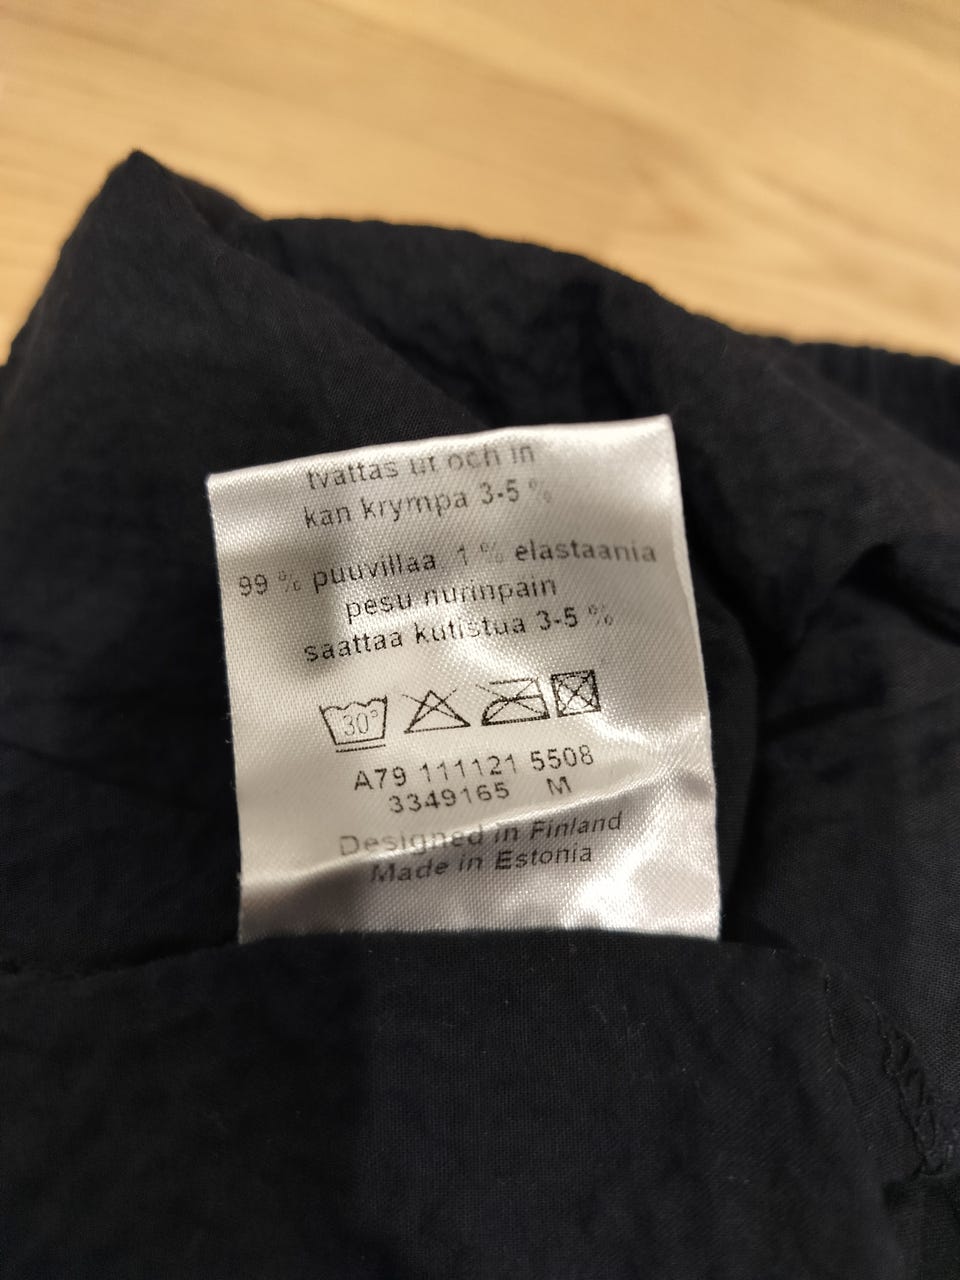 tvättas ut och in
kan krympa 3-5 %
99 % puuvillaa 1 % elastaania
pesu nurinpäin
saattaa kutistua 3-5 %
30°
A79 111121 5508
3349165 M
Designed in Finland
Made in Estonia